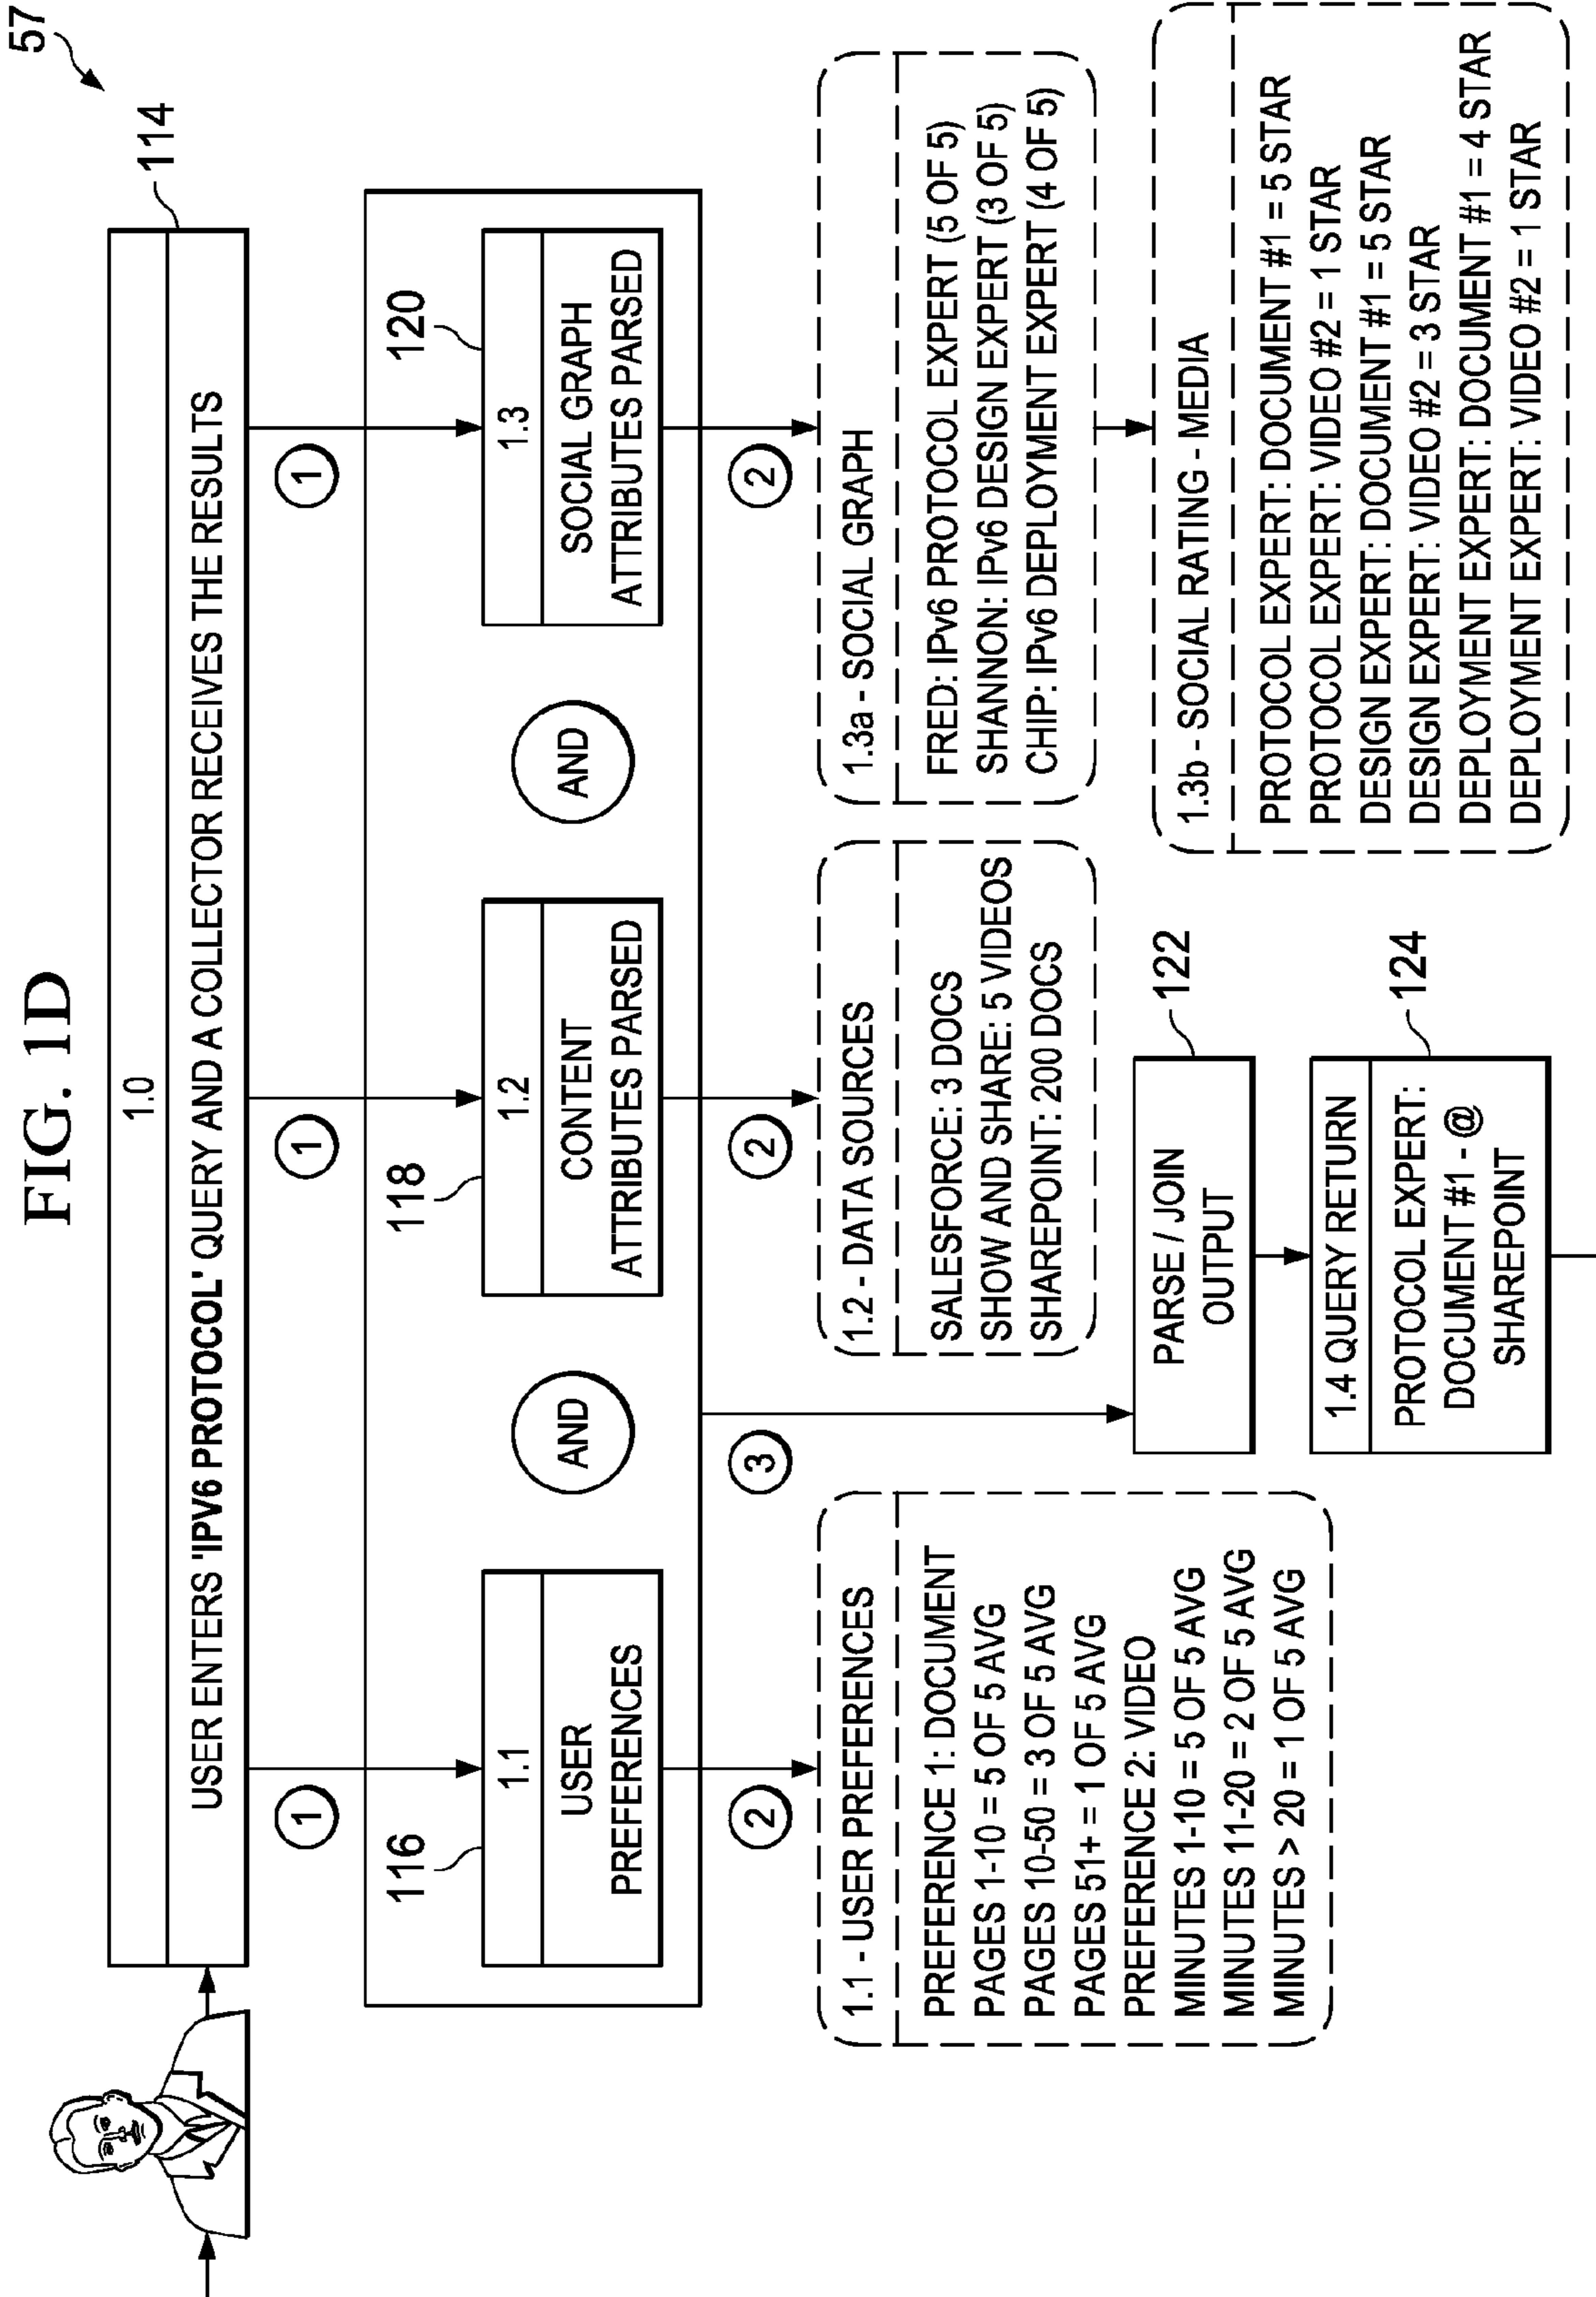 FIG. 1D
57
114
1.0
USER ENTERS 'IPV6 PROTOCOL' QUERY AND A COLLECTOR RECEIVES THE RESULTS
1
1
1
116
1.1
USER
PREFERENCES
AND
118
1.2
CONTENT
ATTRIBUTES PARSED
AND
120
1.3
SOCIAL GRAPH
ATTRIBUTES PARSED
2
3
2
2
1.1 - USER PREFERENCES
PREFERENCE 1: DOCUMENT
PAGES 1-10 = 5 OF 5 AVG
PAGES 10-50 = 3 OF 5 AVG
PAGES 51+ = 1 OF 5 AVG
PREFERENCE 2: VIDEO
MINUTES 1-10 = 5 OF 5 AVG
MINUTES 11-20 = 2 OF 5 AVG
MINUTES > 20 = 1 OF 5 AVG
1.2 - DATA SOURCES
SALESFORCE: 3 DOCS
SHOW AND SHARE: 5 VIDEOS
SHAREPOINT: 200 DOCS
1.3a - SOCIAL GRAPH
FRED: IPv6 PROTOCOL EXPERT (5 OF 5)
SHANNON: IPv6 DESIGN EXPERT (3 OF 5)
CHIP: IPv6 DEPLOYMENT EXPERT (4 OF 5)
PARSE / JOIN
OUTPUT
122
1.4 QUERY RETURN
PROTOCOL EXPERT:
DOCUMENT #1 - @
SHAREPOINT
124
1.3b - SOCIAL RATING - MEDIA
PROTOCOL EXPERT: DOCUMENT #1 = 5 STAR
PROTOCOL EXPERT: VIDEO #2 = 1 STAR
DESIGN EXPERT: DOCUMENT #1 = 5 STAR
DESIGN EXPERT: VIDEO #2 = 3 STAR
DEPLOYMENT EXPERT: DOCUMENT #1 = 4 STAR
DEPLOYMENT EXPERT: VIDEO #2 = 1 STAR